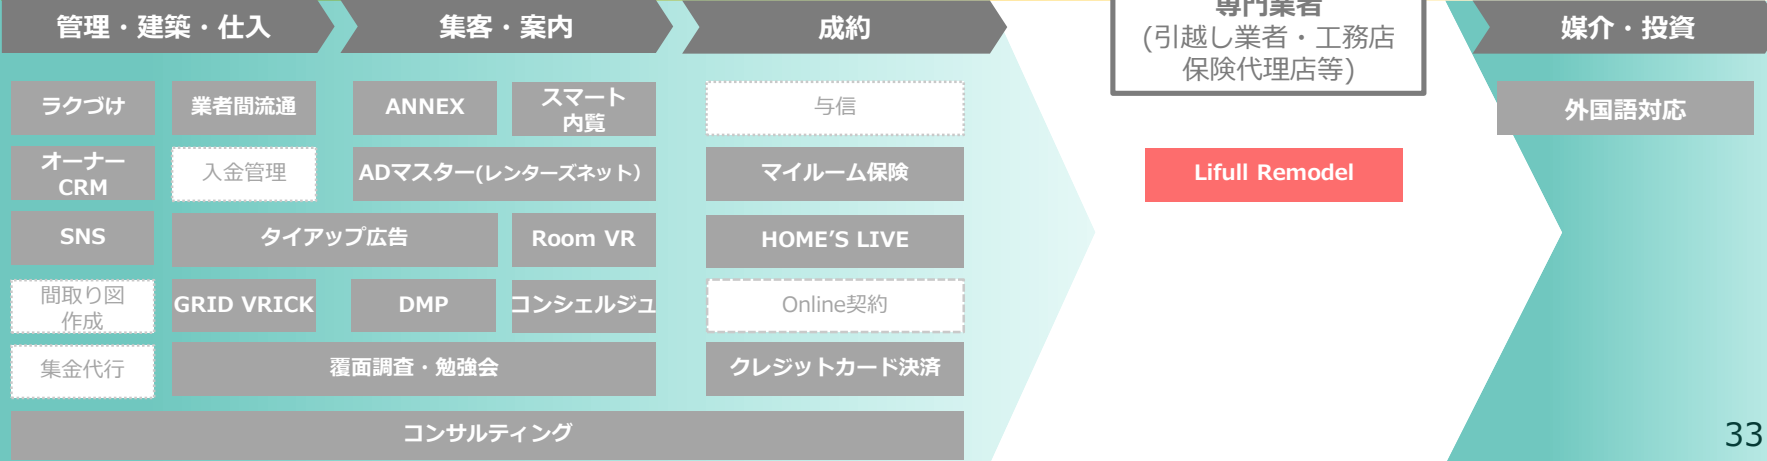 管理・建築・仕入
集客・案内
成約
専門業者
(引越し業者・工務店
保険代理店等)
媒介・投資
ラクづけ
業者間流通
ANNEX
スマート
内覧
与信
外国語対応
オーナー
CRM
入金管理
ADマスター(レンターズネット)
マイルーム保険
Lifull Remodel
SNS
タイアップ広告
Room VR
HOME'S LIVE
間取り図
作成
GRID VRICK
DMP
コンシェルジュ
Online契約
集金代行
覆面調査・勉強会
クレジットカード決済
コンサルティング
33